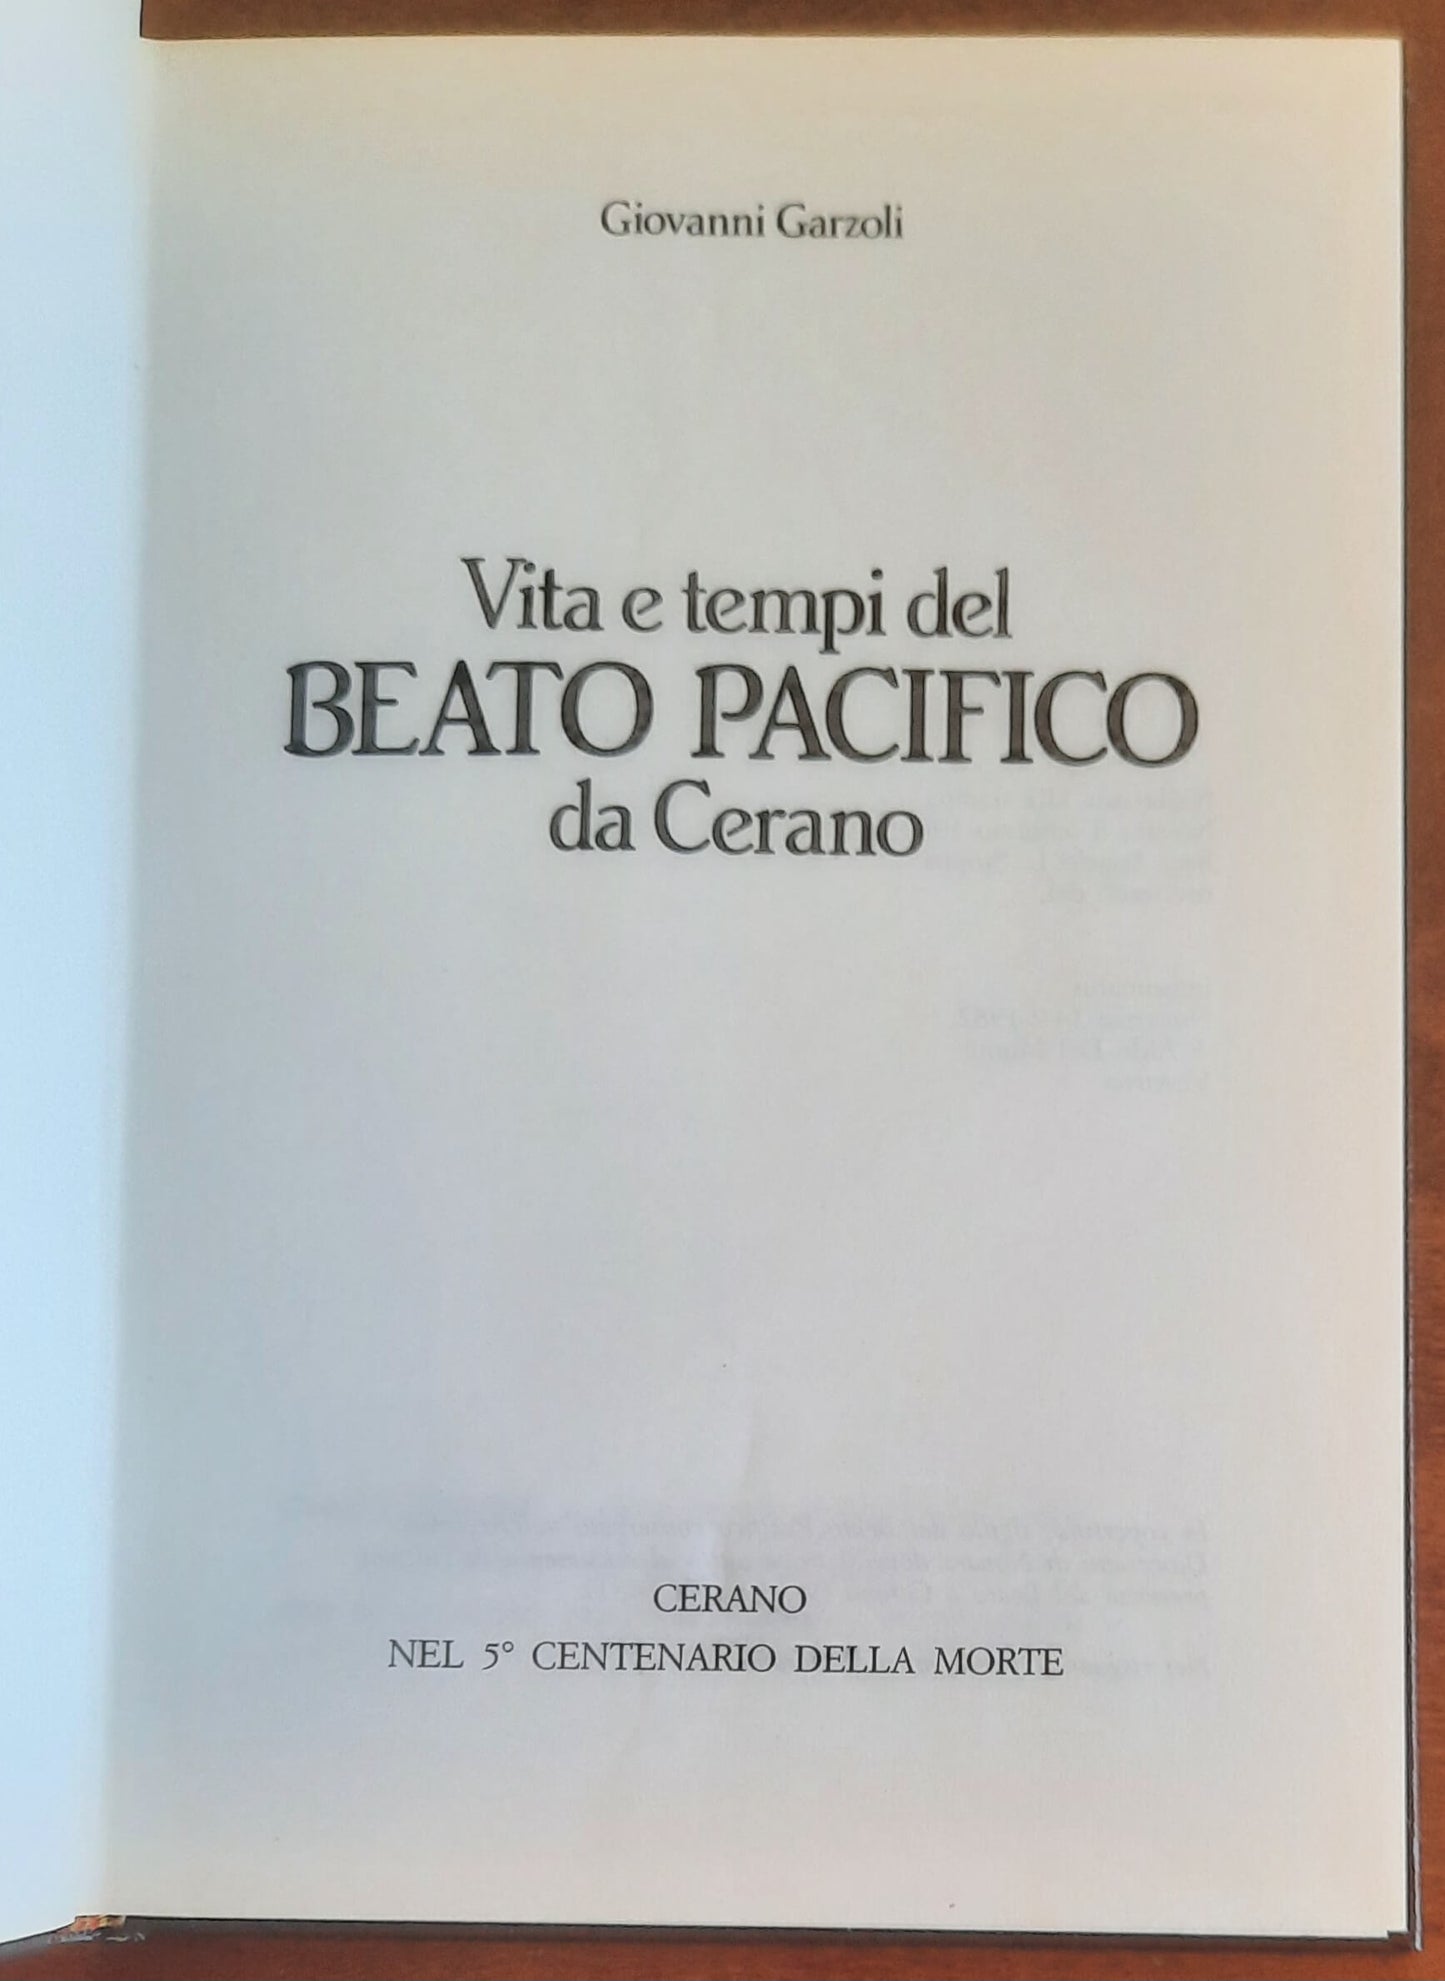 Giovanni Garzoli
Vita e tempi del
BEATO PACIFICO
da Cerano
CERANO
NEL 5° CENTENARIO DELLA MORTE